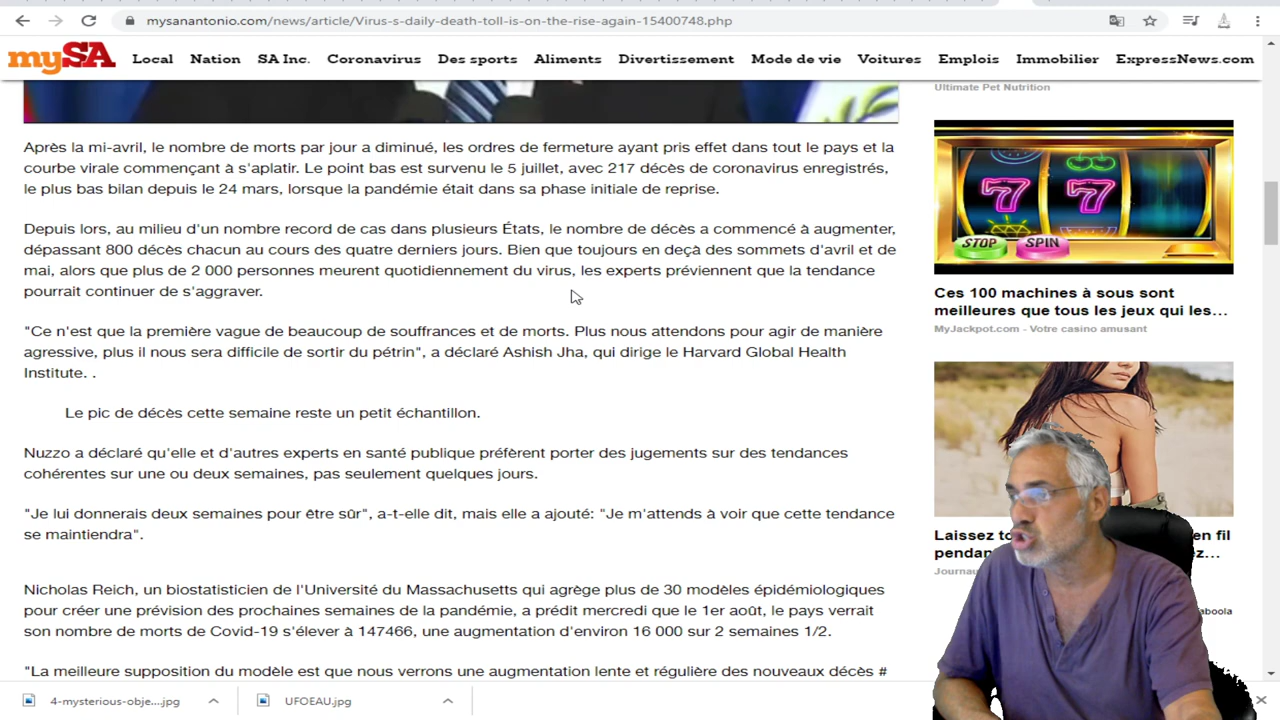 mysanantonio.com/news/article/Virus-s-daily-death-toll-is-on-the-rise-again-15400748.php
mySA Local Nation SA Inc. Coronavirus Des sports Aliments Divertissement Mode de vie Voitures Emplois Immobilier ExpressNews.com
Après la mi-avril, le nombre de morts par jour a diminué, les ordres de fermeture ayant pris effet dans tout le pays et la
courbe virale commençant à s'aplatir. Le point bas est survenu le 5 juillet, avec 217 décès de coronavirus enregistrés,
le plus bas bilan depuis le 24 mars, lorsque la pandémie était dans sa phase initiale de reprise.
Depuis lors, au milieu d'un nombre record de cas dans plusieurs États, le nombre de décès a commencé à augmenter,
dépassant 800 décès chacun au cours des quatre derniers jours. Bien que toujours en deçà des sommets d'avril et de
mai, alors que plus de 2 000 personnes meurent quotidiennement du virus, les experts préviennent que la tendance
pourrait continuer de s'aggraver.
"Ce n'est que la première vague de beaucoup de souffrances et de morts. Plus nous attendons pour agir de manière
agressive, plus il nous sera difficile de sortir du pétrin", a déclaré Ashish Jha, qui dirige le Harvard Global Health
Institute. .
Le pic de décès cette semaine reste un petit échantillon.
Nuzzo a déclaré qu'elle et d'autres experts en santé publique préfèrent porter des jugements sur des tendances
cohérentes sur une ou deux semaines, pas seulement quelques jours.
"Je lui donnerais deux semaines pour être sûr", a-t-elle dit, mais elle a ajouté: "Je m'attends à voir que cette tendance
se maintiendra".
Nicholas Reich, un biostatisticien de l'Université du Massachusetts qui agrège plus de 30 modèles épidémiologiques
pour créer une prévision des prochaines semaines de la pandémie, a prédit mercredi que le 1er août, le pays verrait
son nombre de morts de Covid-19 s'élever à 147466, une augmentation d'environ 16 000 sur 2 semaines 1/2.
"La meilleure supposition du modèle est que nous verrons une augmentation lente et régulière des nouveaux décès #
Ultimate Pet Nutrition
7 7
STOP SPIN
Ces 100 machines à sous sont
meilleures que tous les jeux qui les...
MyJackpot.com - Votre casino amusant
Laissez en fil
pendan
Journau
4-mysterious-obje....jpg
UFOEAU.jpg